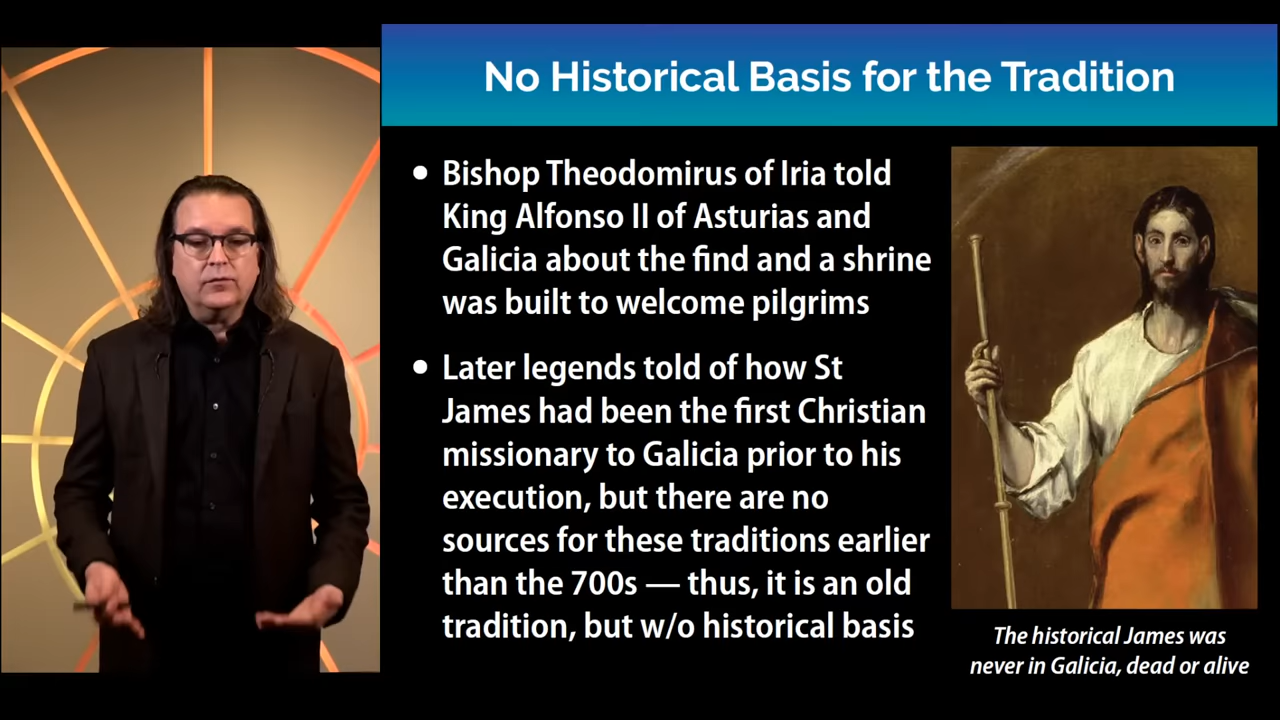 No Historical Basis for the Tradition
• Bishop Theodomirus of Iria told
King Alfonso II of Asturias and
Galicia about the find and a shrine
was built to welcome pilgrims
• Later legends told of how St
James had been the first Christian
missionary to Galicia prior to his
execution, but there are no
sources for these traditions earlier
than the 700s — thus, it is an old
tradition, but w/o historical basis
The historical James was
never in Galicia, dead or alive